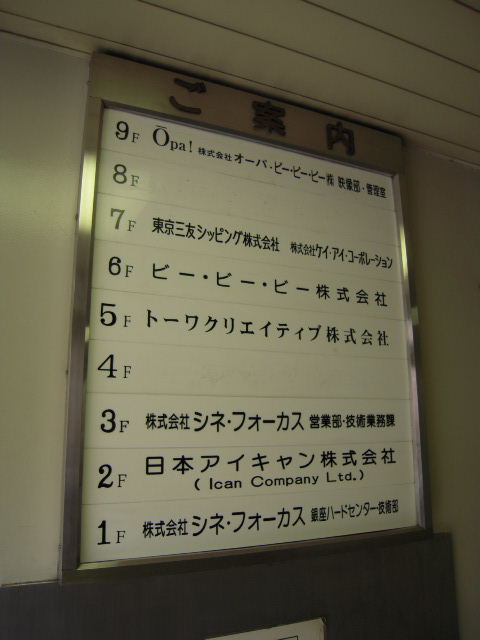 ご案内
9F Ōpa! 株式会社 オーパ・ビー・ビー・ビー㈱ 映像部・管理室
8F
7F 東京三友シッピング株式会社 株式会社ケイ・アイ・コーポレーション
6F ビー・ビー・ビー株式会社
5F トーワクリエイティブ株式会社
4F
3F 株式会社 シネ・フォーカス 営業部・技術業務課
2F 日本アイキャン株式会社
( Ican Company Ltd.)
1F 株式会社 シネ・フォーカス 銀座ハードセンター・技術部